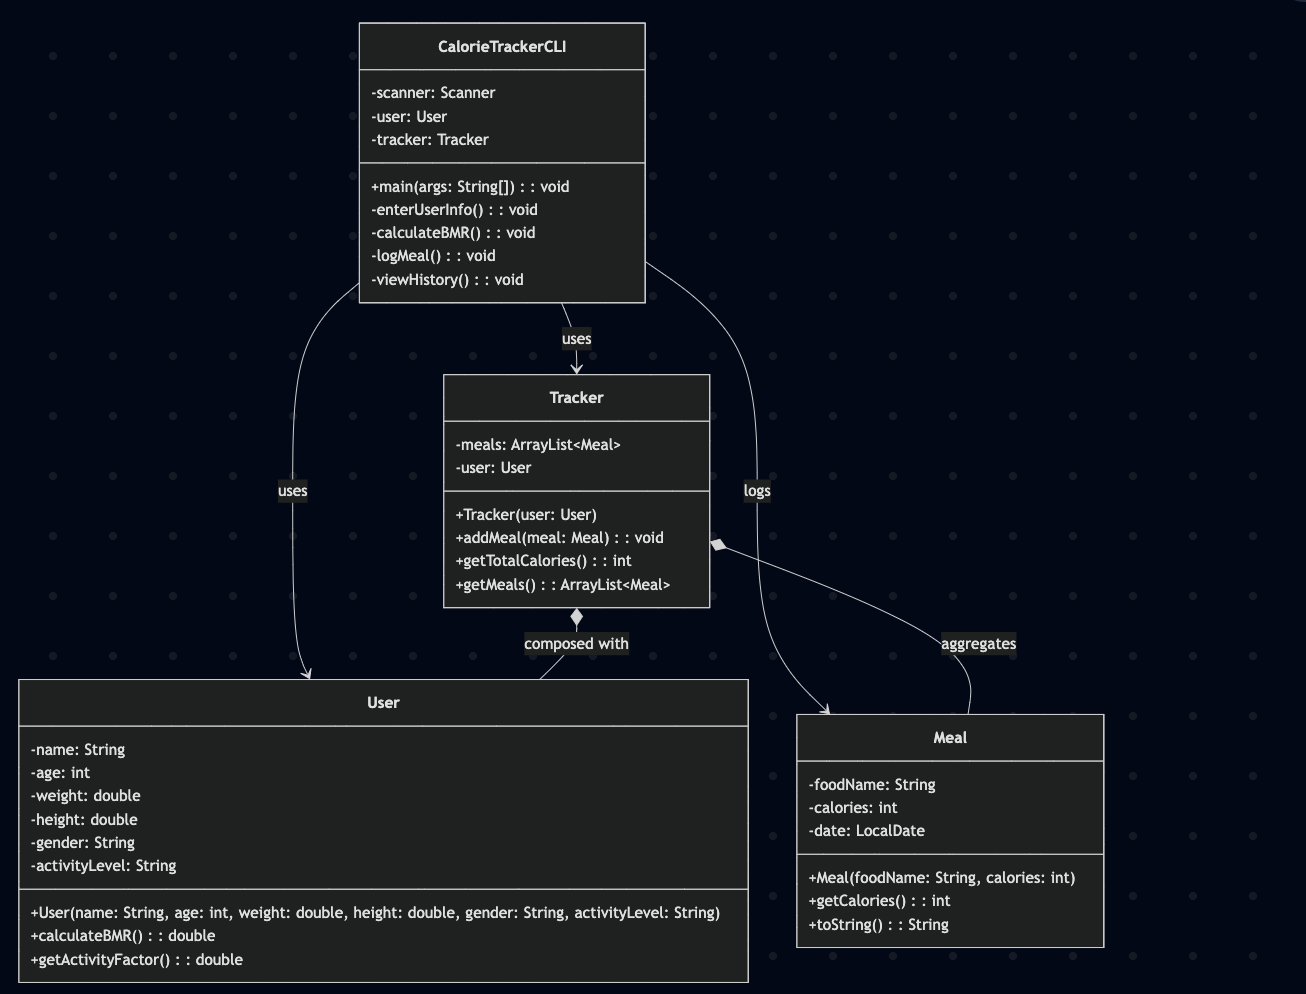 CalorieTrackerCLI
-scanner: Scanner
-user: User
-tracker: Tracker
+main(args: String[]) : : void
-enterUserInfo() : : void
-calculateBMR() : : void
-logMeal() : : void
-viewHistory() : : void
uses
Tracker
-meals: ArrayList<Meal>
-user: User
+Tracker(user: User)
+addMeal(meal: Meal) : : void
+getTotalCalories() : : int
+getMeals() : : ArrayList<Meal>
uses
logs
composed with
aggregates
User
-name: String
-age: int
-weight: double
-height: double
-gender: String
-activityLevel: String
+User(name: String, age: int, weight: double, height: double, gender: String, activityLevel: String)
+calculateBMR() : : double
+getActivityFactor() : : double
Meal
-foodName: String
-calories: int
-date: LocalDate
+Meal(foodName: String, calories: int)
+getCalories() : : int
+toString() : : String